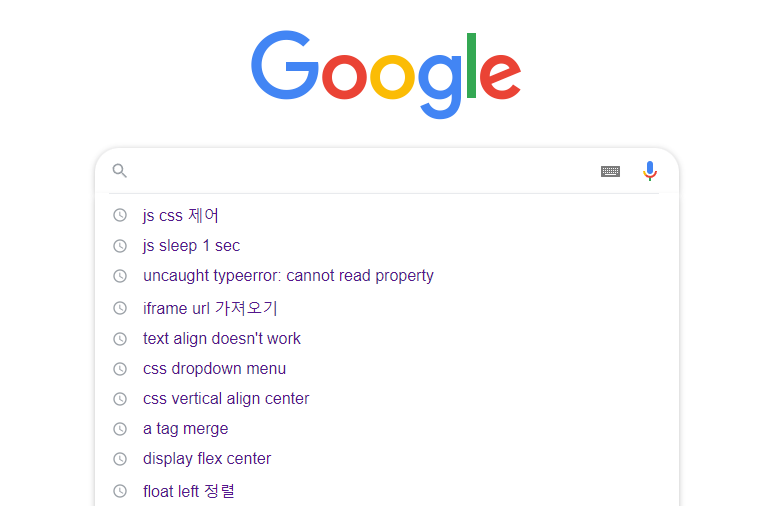 Google
js css 제어
js sleep 1 sec
uncaught typeerror: cannot read property
iframe url 가져오기
text align doesn't work
css dropdown menu
css vertical align center
a tag merge
display flex center
float left 정렬